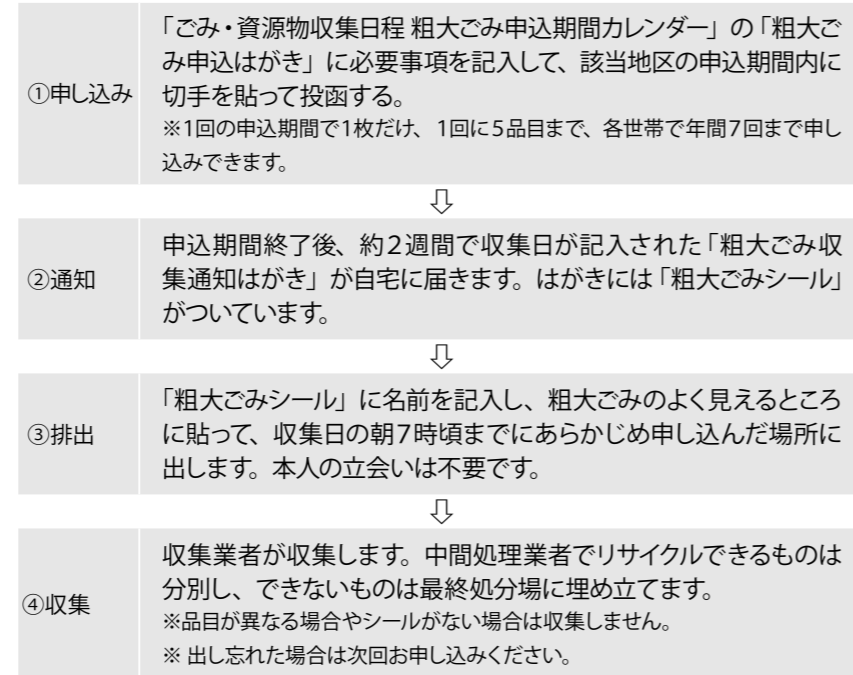 ①申し込み
「ごみ・資源物収集日程 粗大ごみ申込期間カレンダー」の「粗大ご
み申込はがき」に必要事項を記入して、該当地区の申込期間内に
切手を貼って投函する。
※1回の申込期間で1枚だけ、1回に5品目まで、各世帯で年間7回まで申し
込みできます。
⇩
②通知
申込期間終了後、約2週間で収集日が記入された「粗大ごみ収
集通知はがき」が自宅に届きます。はがきには「粗大ごみシール」
がついています。
⇩
③排出
「粗大ごみシール」に名前を記入し、粗大ごみのよく見えるところ
に貼って、収集日の朝7時頃までにあらかじめ申し込んだ場所に
出します。本人の立会いは不要です。
⇩
④収集
収集業者が収集します。中間処理業者でリサイクルできるものは
分別し、できないものは最終処分場に埋め立てます。
※品目が異なる場合やシールがない場合は収集しません。
※ 出し忘れた場合は次回お申し込みください。